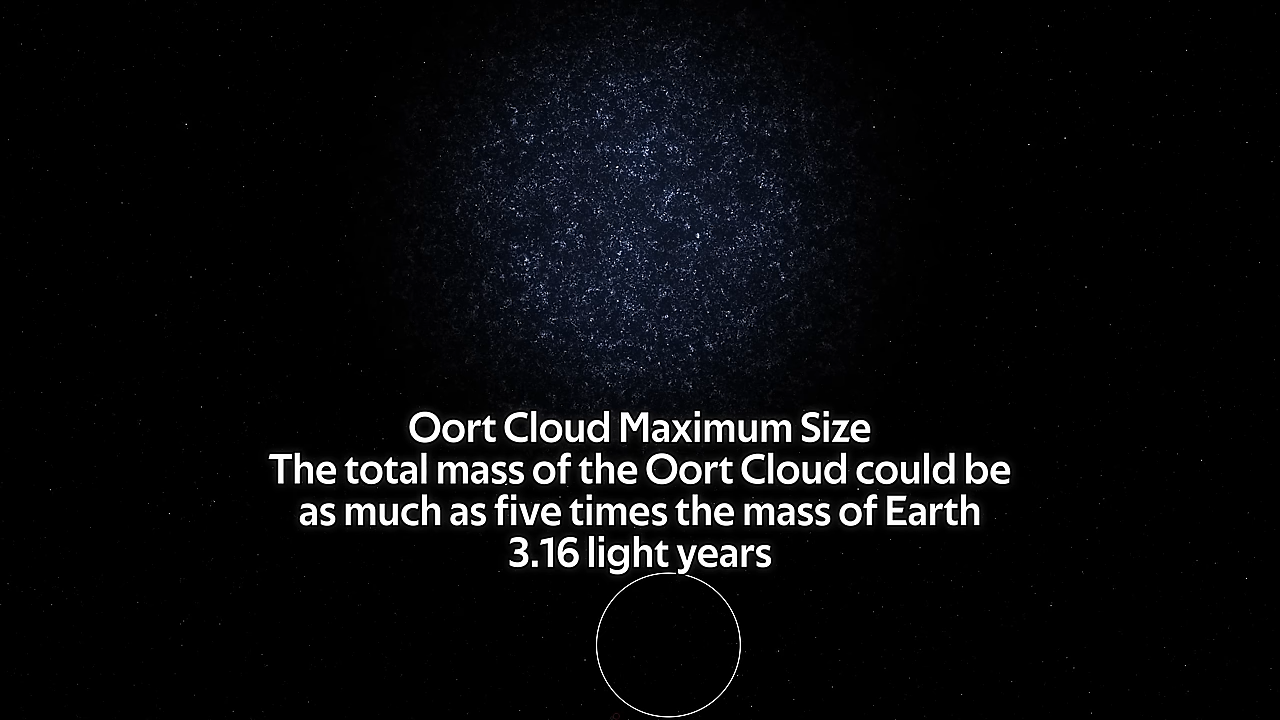 Oort Cloud Maximum Size
The total mass of the Oort Cloud could be
as much as five times the mass of Earth
3.16 light years